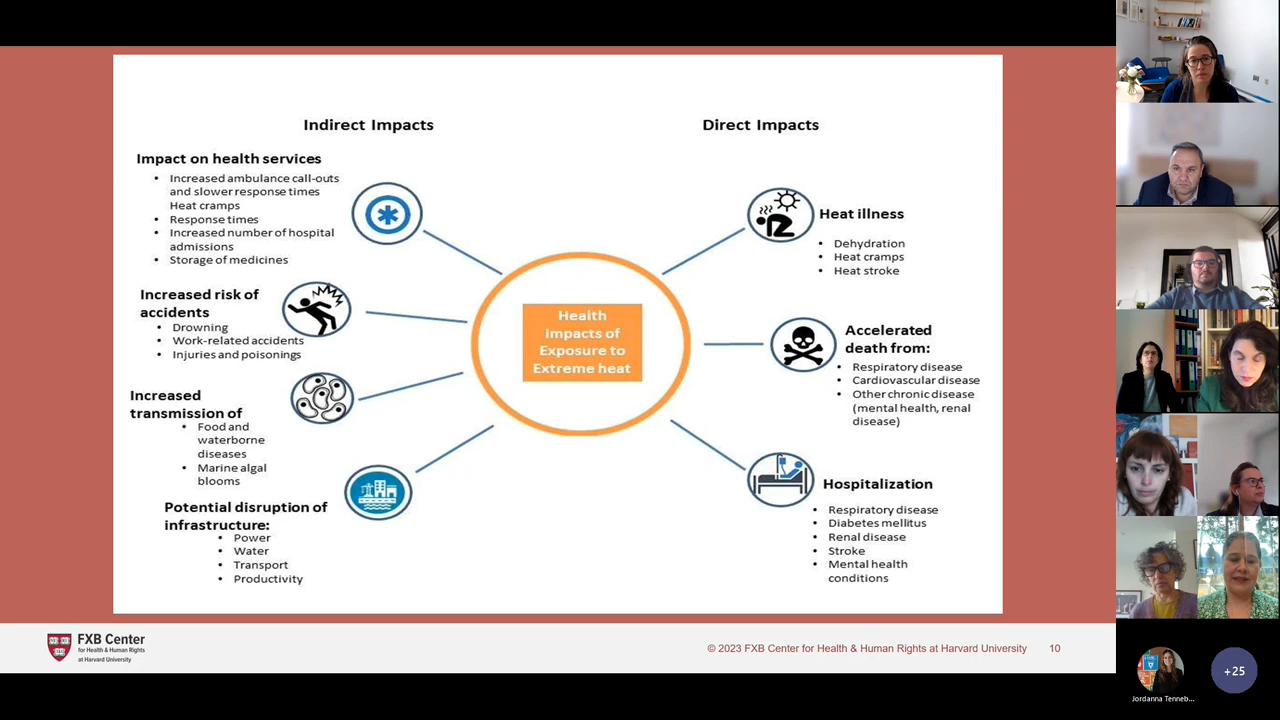 Indirect Impacts
Direct Impacts
Impact on health services
• Increased ambulance call-outs
and slower response times
Heat cramps
• Response times
• Increased number of hospital
admissions
• Storage of medicines
Increased risk of
accidents
• Drowning
• Work-related accidents
• Injuries and poisonings
Increased
transmission of
• Food and
waterborne
diseases
• Marine algal
blooms
Potential disruption of
infrastructure:
• Power
• Water
• Transport
• Productivity
Health
Impacts of
Exposure to
Extreme heat
Heat illness
• Dehydration
• Heat cramps
• Heat stroke
Accelerated
death from:
• Respiratory disease
• Cardiovascular disease
• Other chronic disease
(mental health, renal
disease)
Hospitalization
• Respiratory disease
• Diabetes mellitus
• Renal disease
• Stroke
• Mental health
conditions
FXB Center
for Health & Human Rights
at Harvard University
© 2023 FXB Center for Health & Human Rights at Harvard University
10
Jordanna Tenneb...
+25